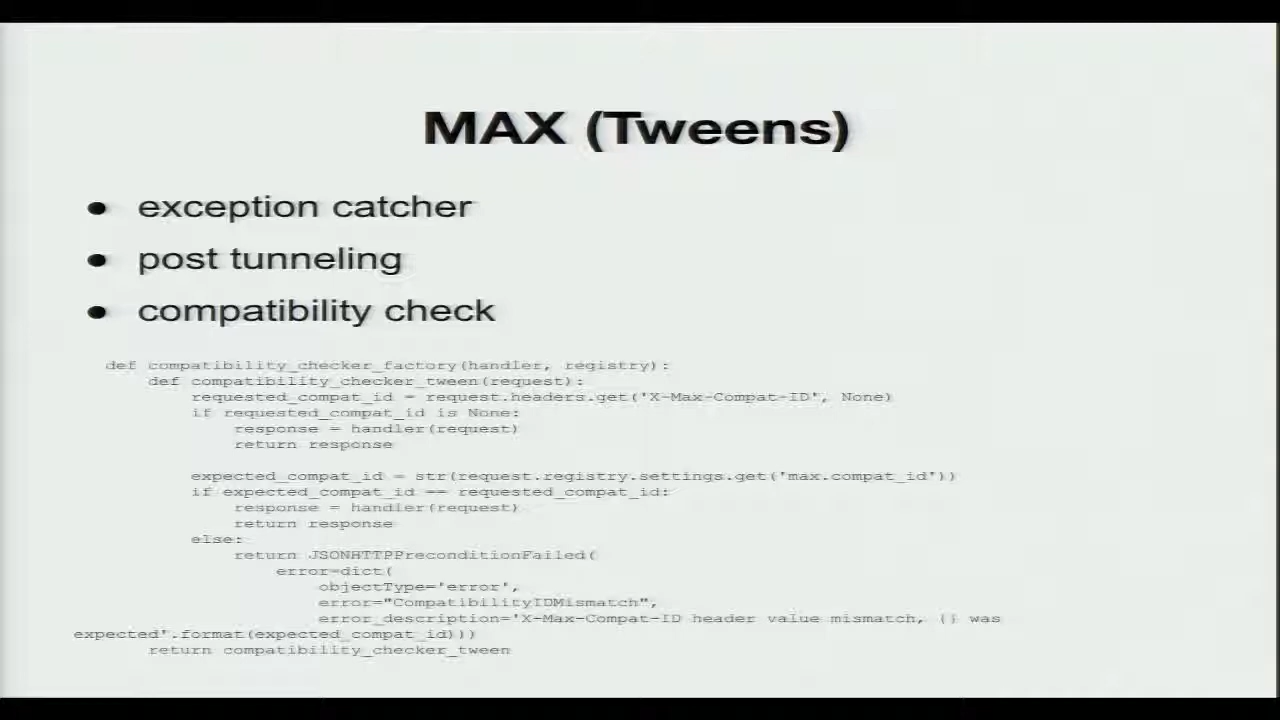 MAX (Tweens)
● exception catcher
● post tunneling
● compatibility check
def compatibility_checker_factory(handler, registry):
def compatibility_checker_tween(request):
requested_compat_id = request.headers.get('X-Max-Compat-ID', None)
if requested_compat_id is None:
response = handler(request)
return response
expected_compat_id = str(request.registry.settings.get('max.compat_id'))
if expected_compat_id == requested_compat_id:
response = handler(request)
return response
else:
return JSONHTTPPreconditionFailed(
error=dict(
objectType='error',
error="CompatibilityIDMismatch",
error_description='X-Max-Compat-ID header value mismatch, {} was
expected'.format(expected_compat_id)))
return compatibility_checker_tween